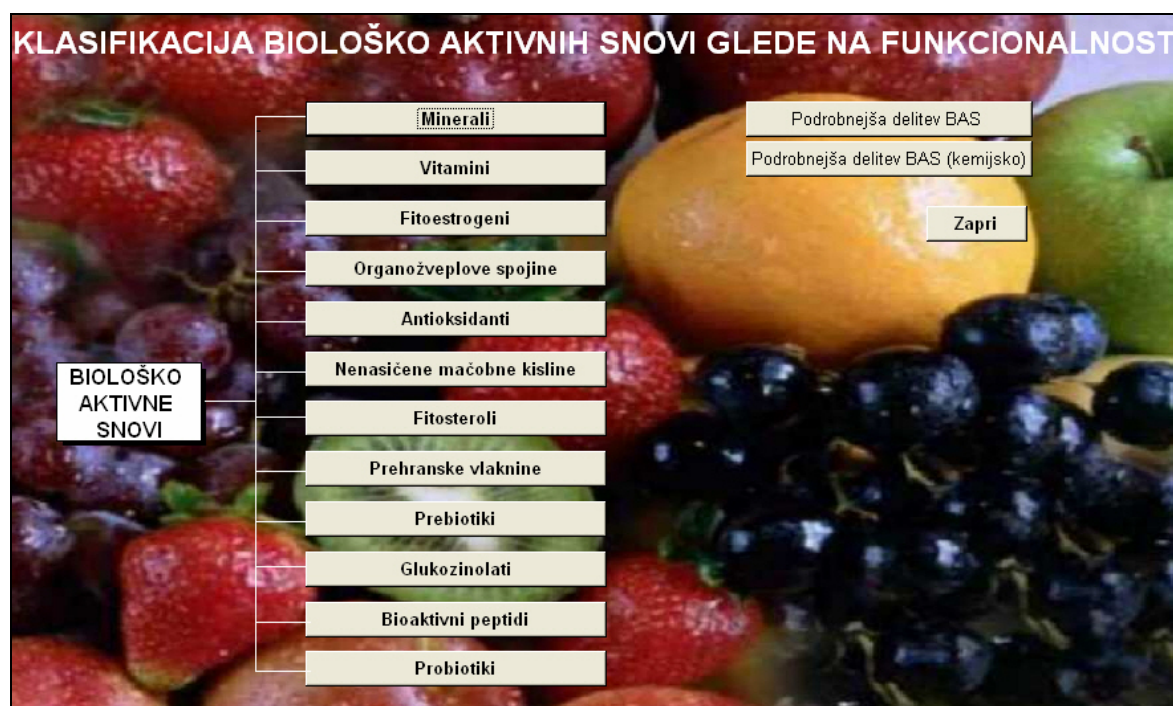 KLASIFIKACIJA BIOLOŠKO AKTIVNIH SNOVI GLEDE NA FUNKCIONALNOST
BIOLOŠKO
AKTIVNE
SNOVI
Minerali
Vitamini
Fitoestrogeni
Organožveplove spojine
Antioksidanti
Nenasičene mačobne kisline
Fitosteroli
Prehranske vlaknine
Prebiotiki
Glukozinolati
Bioaktivni peptidi
Probiotiki
Podrobnejša delitev BAS
Podrobnejša delitev BAS (kemijsko)
Zapri